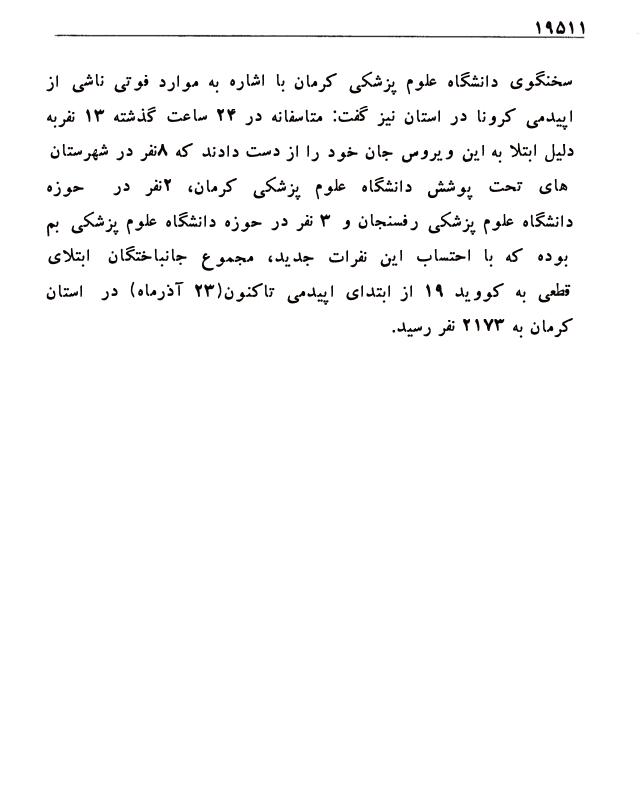 ۱۹۵۱۱
سخنگوی دانشگاه علوم پزشکی کرمان با اشاره به موارد فوتی ناشی از
اپیدمی کرونا در استان نیز گفت: متاسفانه در ۲۴ ساعت گذشته ۱۳ نفربه
دلیل ابتلا به این ویروس جان خود را از دست دادند که ۸نفر در شهرستان
های تحت پوشش دانشگاه علوم پزشکی کرمان، ۲نفر در حوزه
دانشگاه علوم پزشکی رفسنجان و ۳ نفر در حوزه دانشگاه علوم پزشکی بم
بوده که با احتساب این نفرات جدید، مجموع جانباختگان ابتلای
قطعی به کووید ۱۹ از ابتدای اپیدمی تاکنون(۲۳ آذرماه) در استان
کرمان به ۲۱۷۳ نفر رسید.